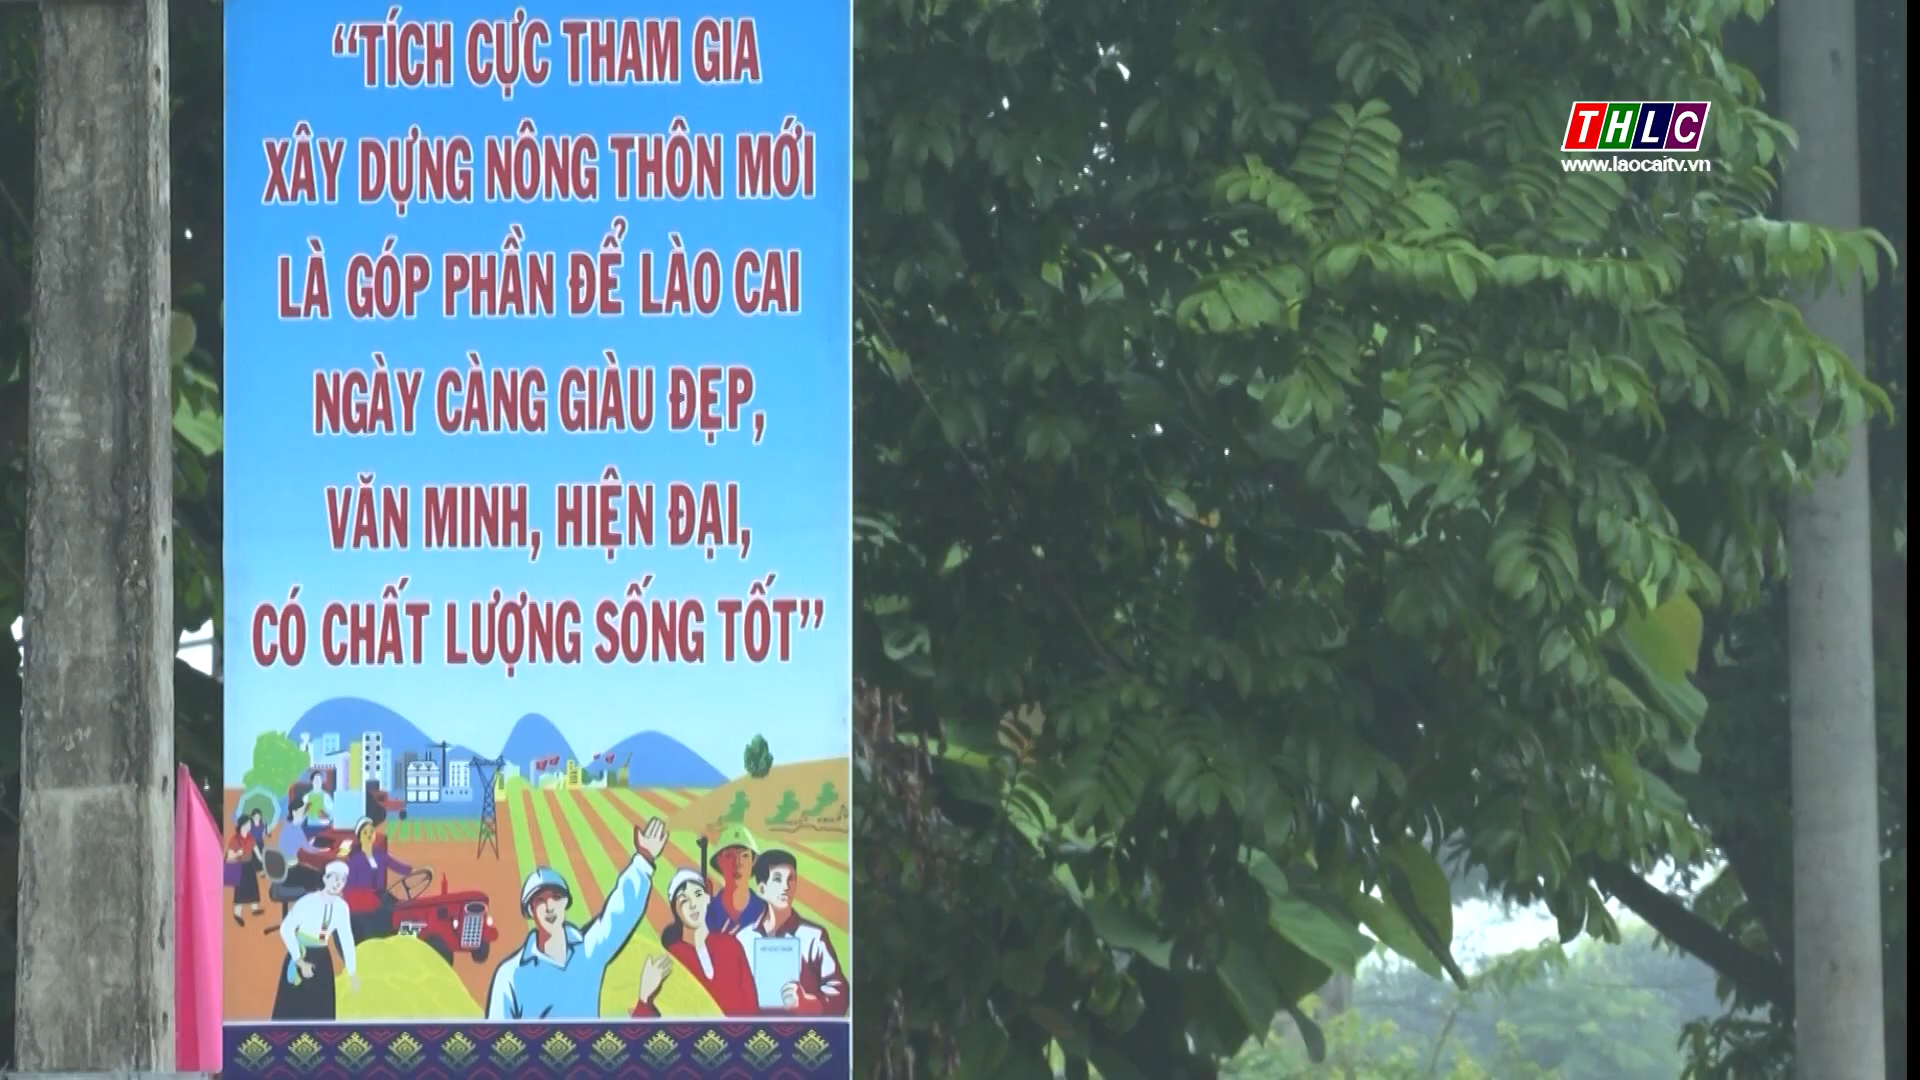 “TÍCH CỰC THAM GIA
XÂY DỰNG NÔNG THÔN MỚI
LÀ GÓP PHẦN ĐỂ LÀO CAI
NGÀY CÀNG GIÀU ĐẸP,
VĂN MINH, HIỆN ĐẠI,
CÓ CHẤT LƯỢNG SỐNG TỐT”
THLC
www.laocaitv.vn